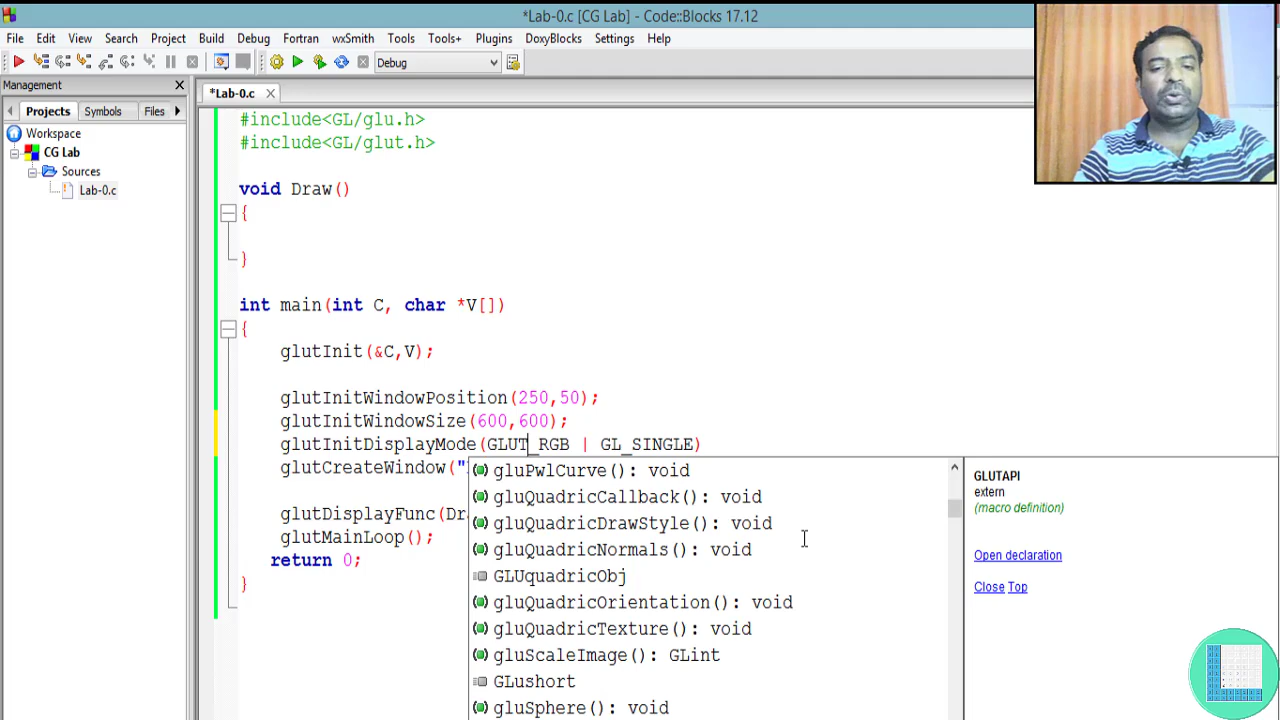 *Lab-0.c [CG Lab] - Code::Blocks 17.12
File Edit View Search Project Build Debug Fortran wxSmith Tools Tools+ Plugins DoxyBlocks Settings Help
Debug
Management
*Lab-0.c
Projects Symbols Files
Workspace
CG Lab
Sources
Lab-0.c
#include<GL/glu.h>
#include<GL/glut.h>
void Draw()
{
}
int main(int C, char *V[])
{
glutInit(&C,V);
glutInitWindowPosition(250,50);
glutInitWindowSize(600,600);
glutInitDisplayMode(GLUT_RGB | GL_SINGLE)
glutCreateWindow("
glutDisplayFunc(Dr
glutMainLoop();
return 0;
}
gluPwlCurve(): void
gluQuadricCallback(): void
gluQuadricDrawStyle(): void
gluQuadricNormals(): void
GLUquadricObj
gluQuadricOrientation(): void
gluQuadricTexture(): void
gluScaleImage(): GLint
GLushort
gluSphere(): void
GLUTAPI
extern
(macro definition)
Open declaration
Close Top